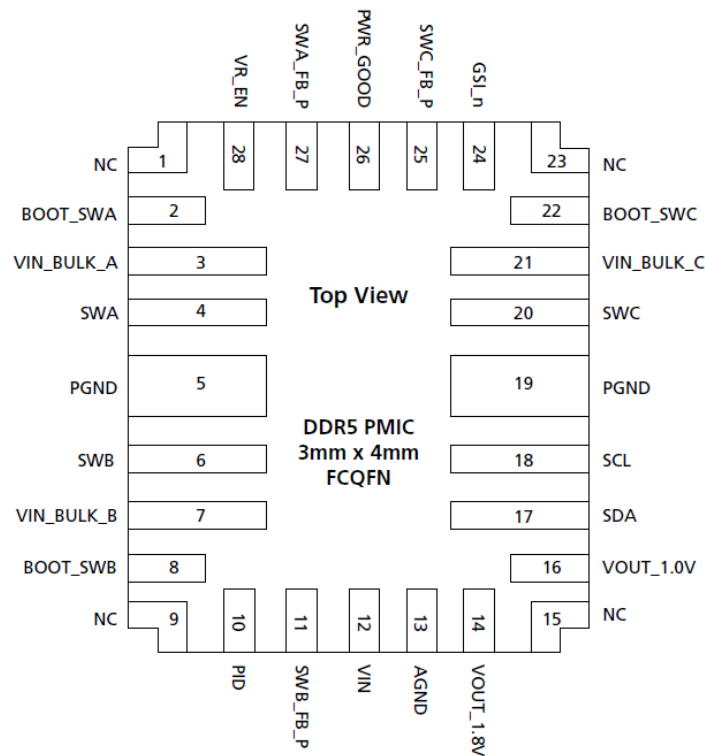 VR_EN
SWA_FB_P
PWR_GOOD
SWC_FB_P
GSI_n
28
27
26
25
24
NC 1
23 NC
BOOT_SWA 2
22 BOOT_SWC
VIN_BULK_A 3
21 VIN_BULK_C
Top View
SWA 4
20 SWC
PGND 5
19 PGND
DDR5 PMIC
3mm x 4mm
FCQFN
SWB 6
18 SCL
VIN_BULK_B 7
17 SDA
BOOT_SWB 8
16 VOUT_1.0V
NC 9
15 NC
10
11
12
13
14
PID
SWB_FB_P
VIN
AGND
VOUT_1.8V